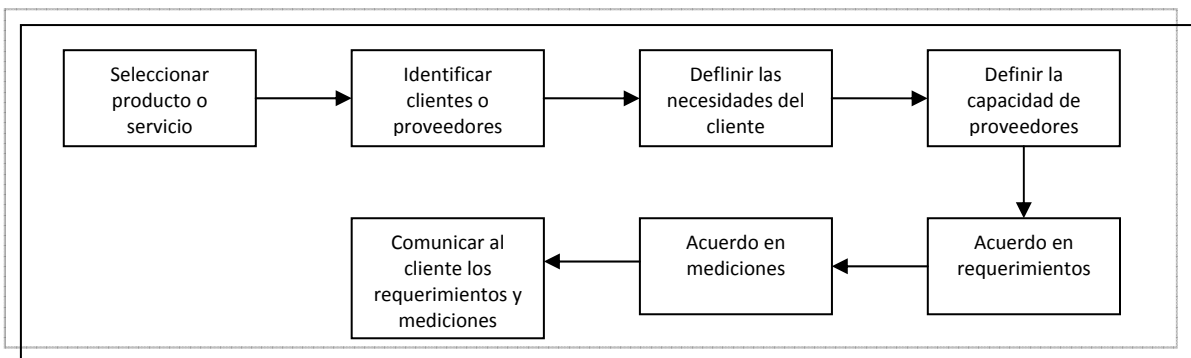 Seleccionar
producto o
servicio
Identificar
clientes o
proveedores
Deflinir las
necesidades del
cliente
Definir la
capacidad de
proveedores
Acuerdo en
requerimientos
Acuerdo en
mediciones
Comunicar al
cliente los
requerimientos y
mediciones